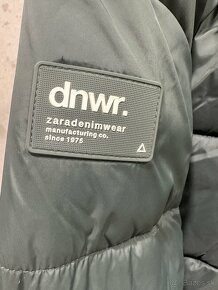 dnwr.
zaradenimwear
manufacturing co.
since 1975